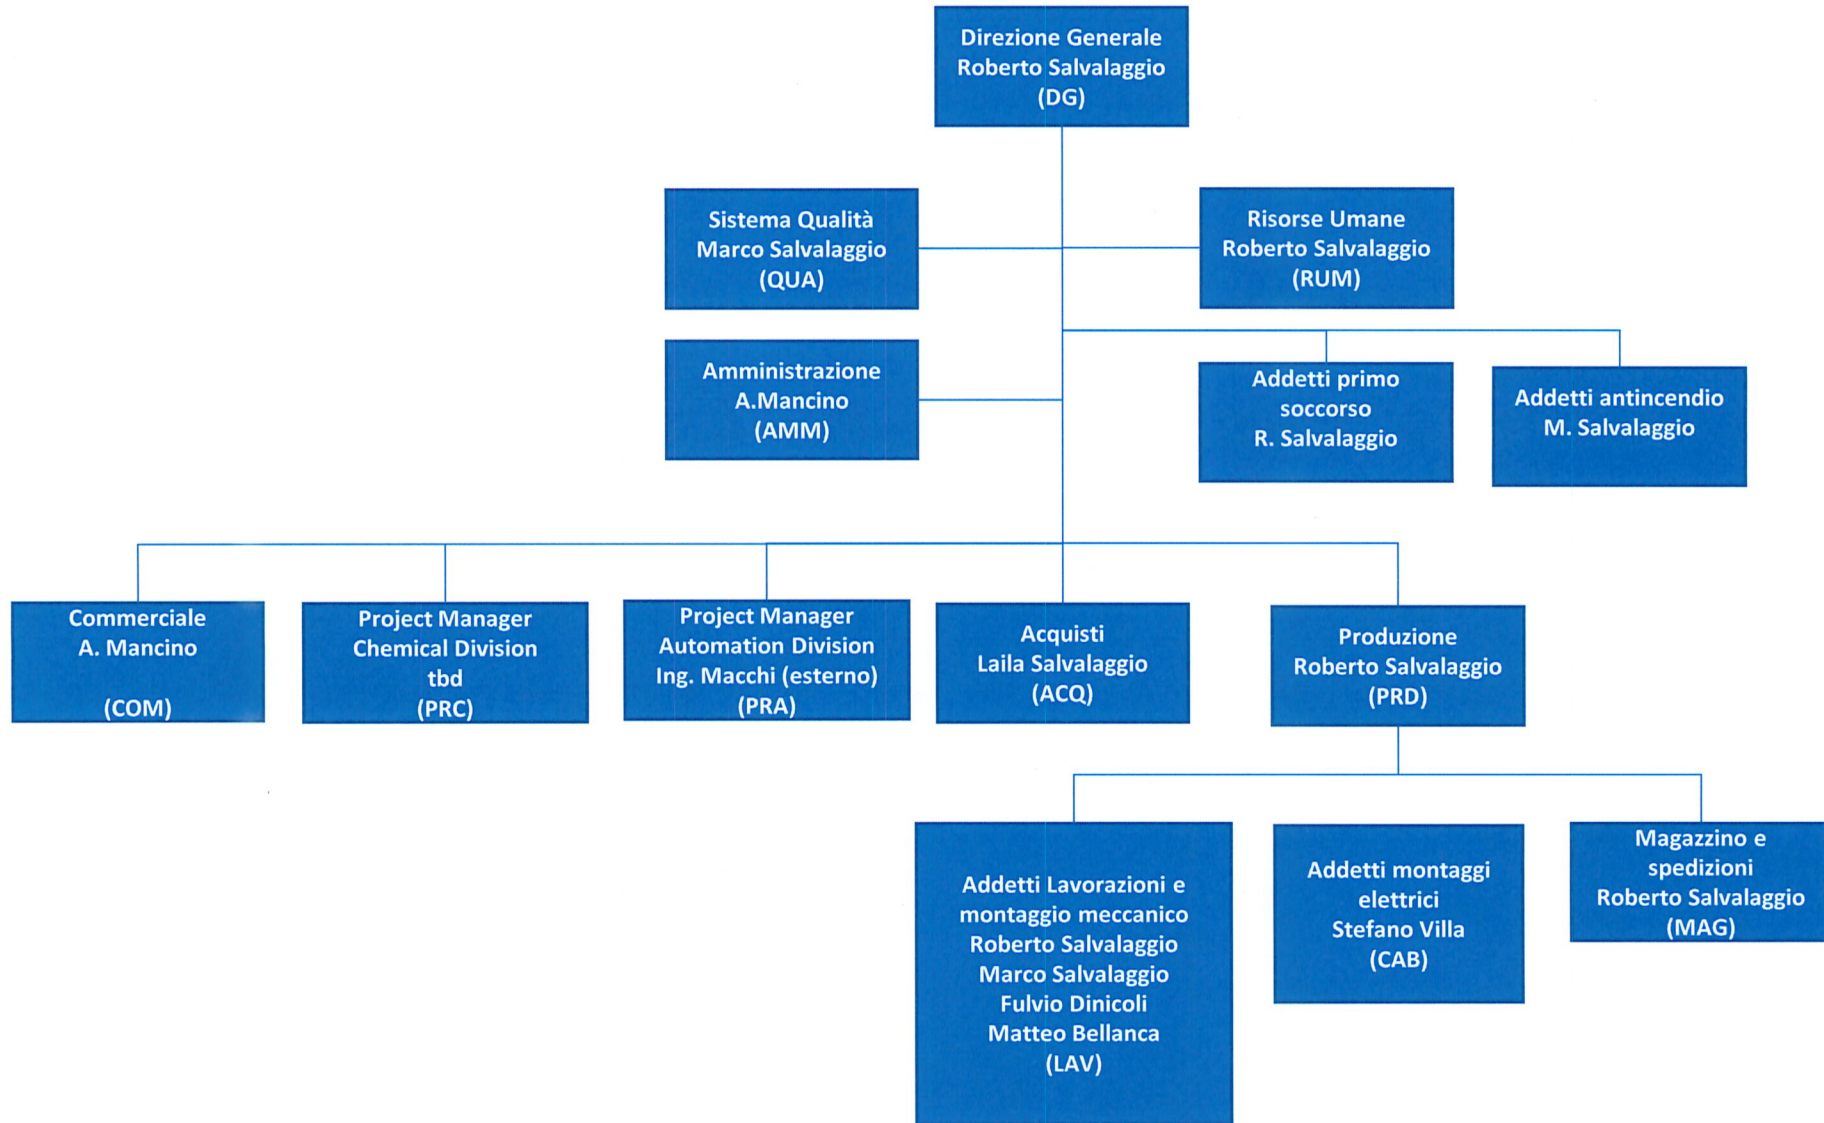 Direzione Generale
Roberto Salvalaggio
(DG)
Sistema Qualità
Marco Salvalaggio
(QUA)
Risorse Umane
Roberto Salvalaggio
(RUM)
Amministrazione
A.Mancino
(AMM)
Addetti primo
soccorso
R. Salvalaggio
Addetti antincendio
M. Salvalaggio
Commerciale
A. Mancino
(COM)
Project Manager
Chemical Division
tbd
(PRC)
Project Manager
Automation Division
Ing. Macchi (esterno)
(PRA)
Acquisti
Laila Salvalaggio
(ACQ)
Produzione
Roberto Salvalaggio
(PRD)
Addetti Lavorazioni e
montaggio meccanico
Roberto Salvalaggio
Marco Salvalaggio
Fulvio Dinicoli
Matteo Bellanca
(LAV)
Addetti montaggi
elettrici
Stefano Villa
(CAB)
Magazzino e
spedizioni
Roberto Salvalaggio
(MAG)